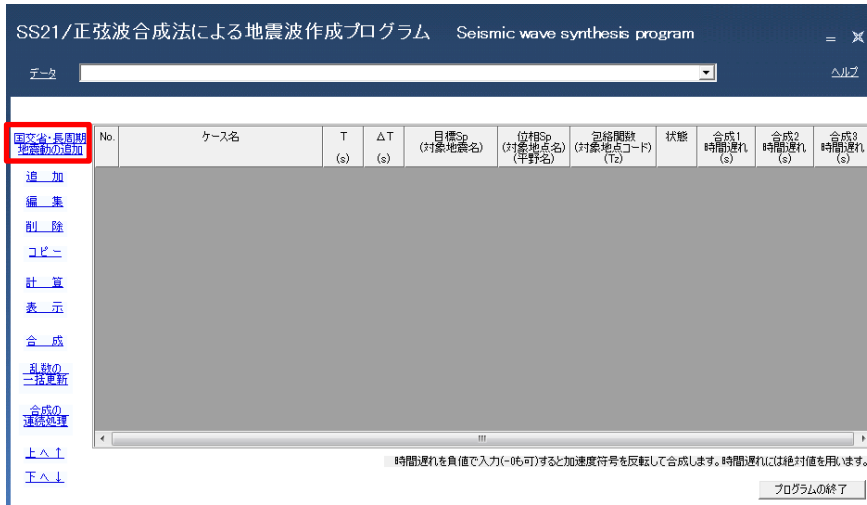 SS21/正弦波合成法による地震波作成プログラム Seismic wave synthesis program
データ
ヘルプ
国交省・長周期
地震動の追加
No.
ケース名
T
(s)
ΔT
(s)
目標Sp
(対象地震名)
位相Sp
(対象地点名)
(平野名)
包絡関数
(対象地点コード)
(Tz)
状態
合成1
時間遅れ
(s)
合成2
時間遅れ
(s)
合成3
時間遅れ
(s)
追 加
編 集
削 除
コピー
計 算
表 示
合 成
乱数の
一括更新
合成の
連続処理
上へ↑
下へ↓
時間遅れを負値で入力(-0も可)すると加速度符号を反転して合成します。時間遅れには絶対値を用います。
プログラムの終了